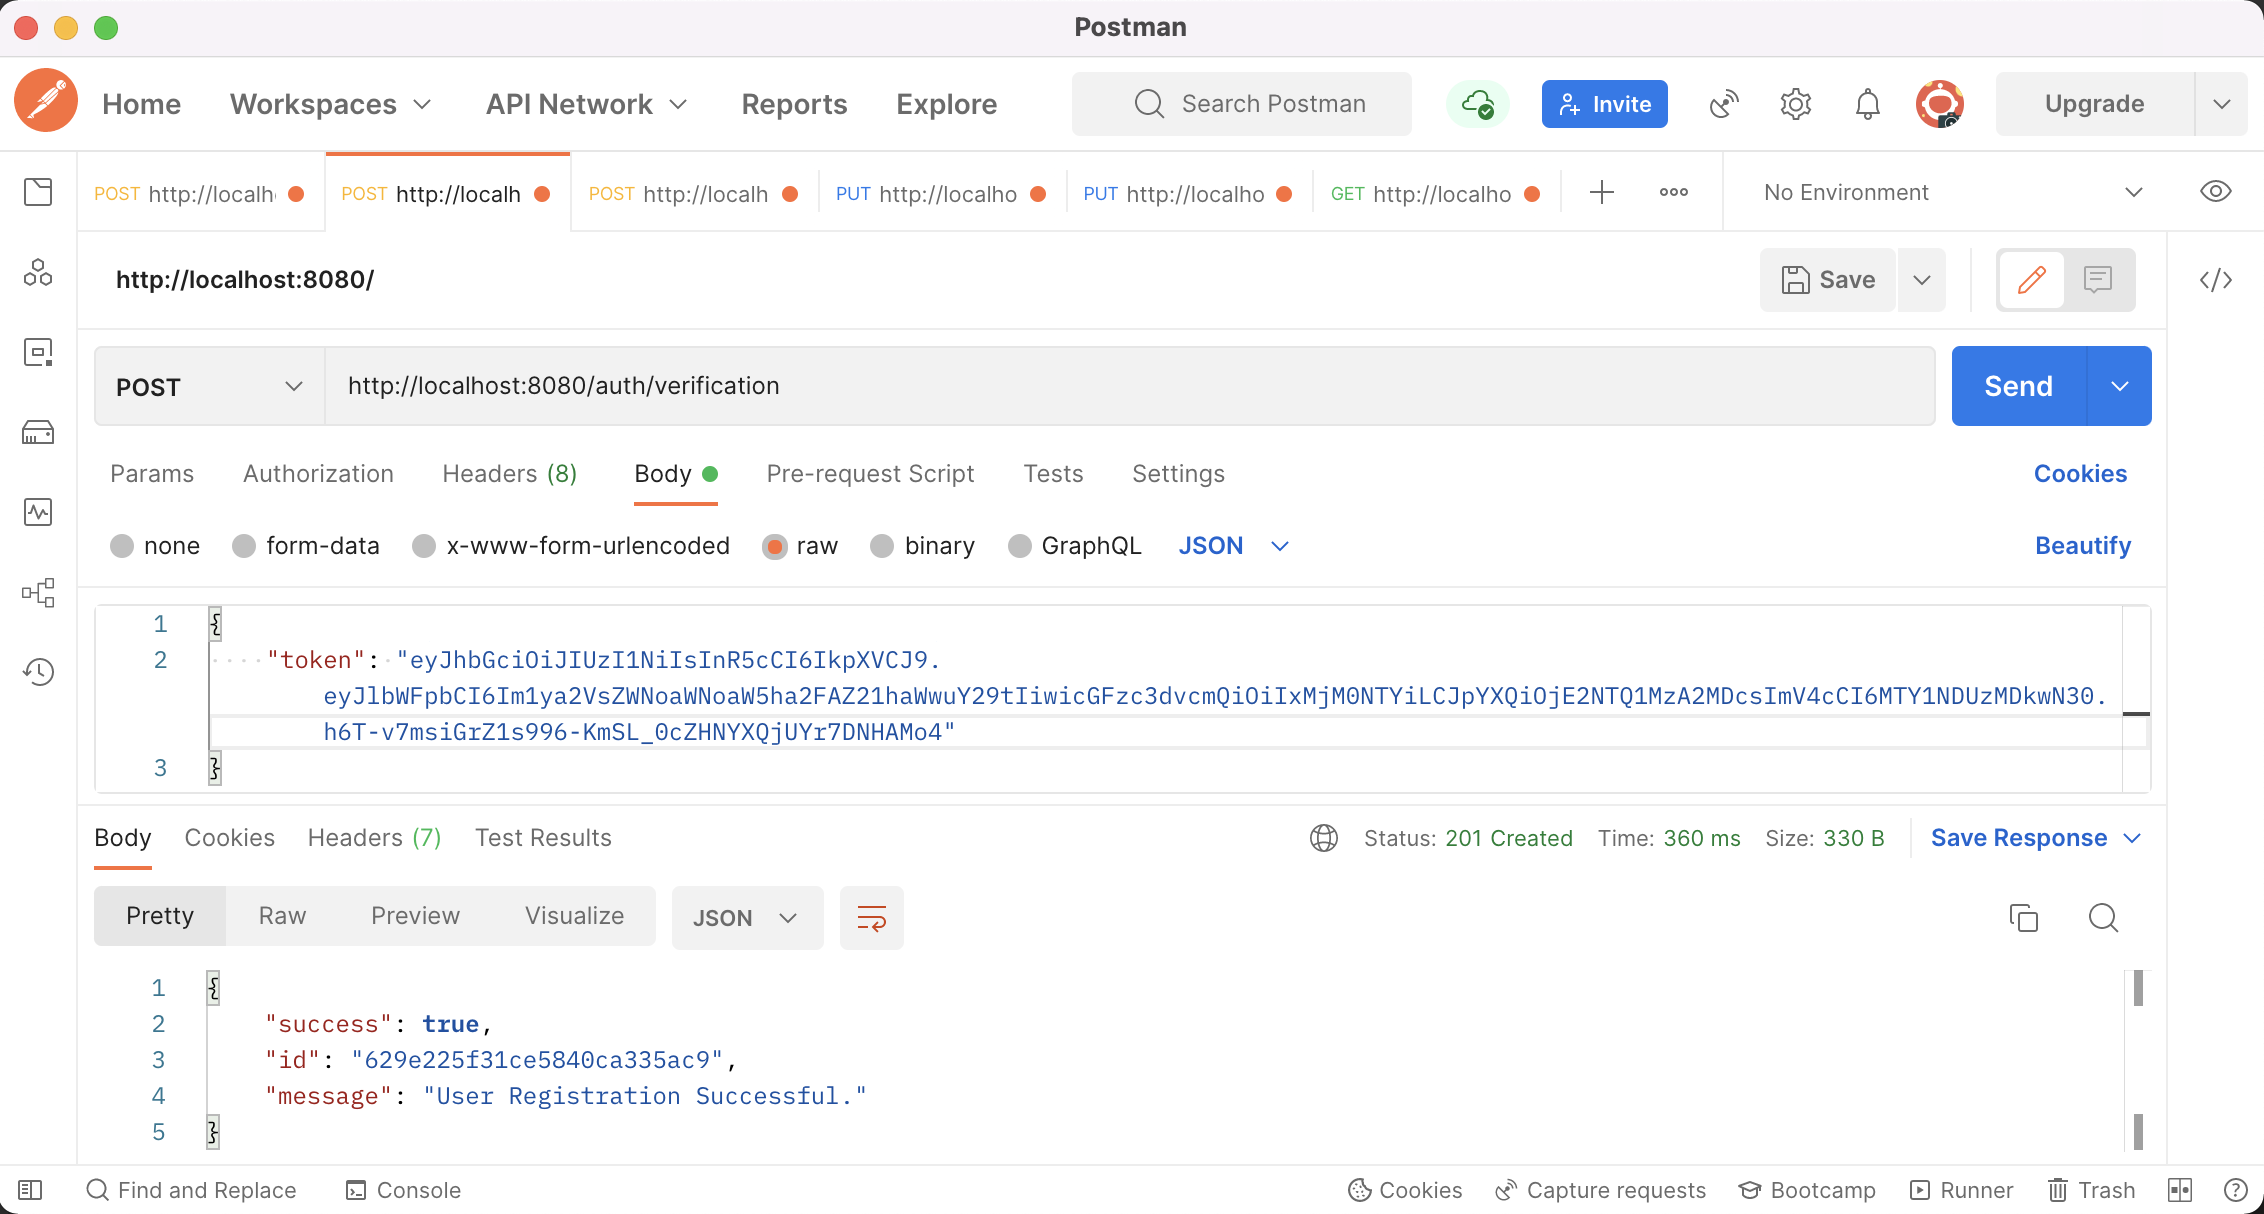 Postman
Home Workspaces API Network Reports Explore Search Postman Invite Upgrade
POST http://localh POST http://localh POST http://localh PUT http://localho PUT http://localho GET http://localho No Environment
http://localhost:8080/ Save
POST http://localhost:8080/auth/verification Send
Params Authorization Headers (8) Body Pre-request Script Tests Settings Cookies
none form-data x-www-form-urlencoded raw binary GraphQL JSON Beautify
1 {
2 "token": "eyJhbGciOiJIUzI1NiIsInR5cCI6IkpXVCJ9.
eyJlbWFpbCI6Im1ya2VsZWNoaWNoaW5ha2FAZ21haWwuY29tIiwicGFzc3dvcmQiOiIxMjM0NTYiLCJpYXQiOjE2NTQ1MzA2MDcsImV4cCI6MTY1NDUzMDkwN30.
h6T-v7msiGrZ1s996-KmSL_0cZHNYXQjUYr7DNHAMo4"
3 }
Body Cookies Headers (7) Test Results Status: 201 Created Time: 360 ms Size: 330 B Save Response
Pretty Raw Preview Visualize JSON
1 {
2 "success": true,
3 "id": "629e225f31ce5840ca335ac9",
4 "message": "User Registration Successful."
5 }
Find and Replace Console Cookies Capture requests Bootcamp Runner Trash